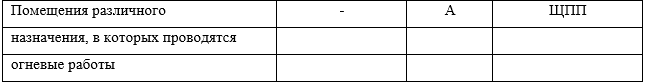 Помещения различного - А ЩПП
назначения, в которых проводятся
огневые работы